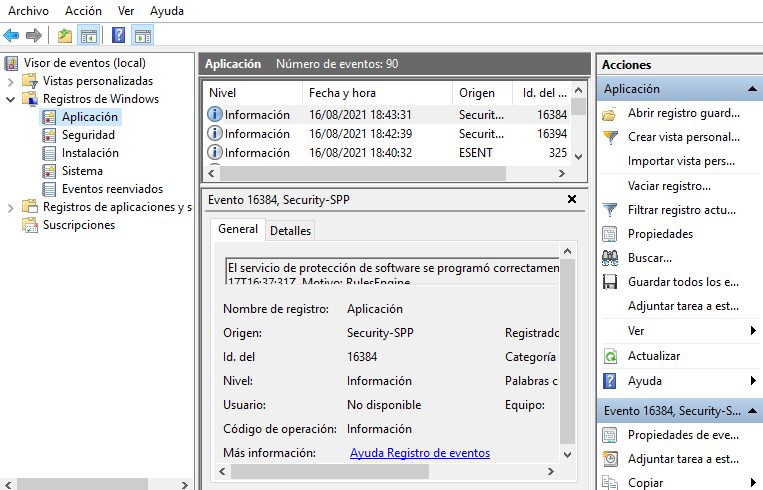 Archivo Acción Ver Ayuda
Visor de eventos (local)
Vistas personalizadas
Registros de Windows
Aplicación
Seguridad
Instalación
Sistema
Eventos reenviados
Registros de aplicaciones y s
Suscripciones
Aplicación Número de eventos: 90
Nivel Fecha y hora Origen Id. del ...
Información 16/08/2021 18:43:31 Securit... 16384
Información 16/08/2021 18:42:39 Securit... 16394
Información 16/08/2021 18:40:32 ESENT 325
Evento 16384, Security-SPP
General Detalles
El servicio de protección de software se programó correctamen
17T16:37:31Z. Motivo: RulesEngine.
Nombre de registro: Aplicación
Origen: Security-SPP Registrado
Id. del 16384 Categoría
Nivel: Información Palabras c
Usuario: No disponible Equipo:
Código de operación: Información
Más información: Ayuda Registro de eventos
Acciones
Aplicación
Abrir registro guard...
Crear vista personal...
Importar vista pers...
Vaciar registro...
Filtrar registro actu...
Propiedades
Buscar...
Guardar todos los e...
Adjuntar tarea a est...
Ver
Actualizar
Ayuda
Evento 16384, Security-S...
Propiedades de eve...
Adjuntar tarea a est...
Copiar